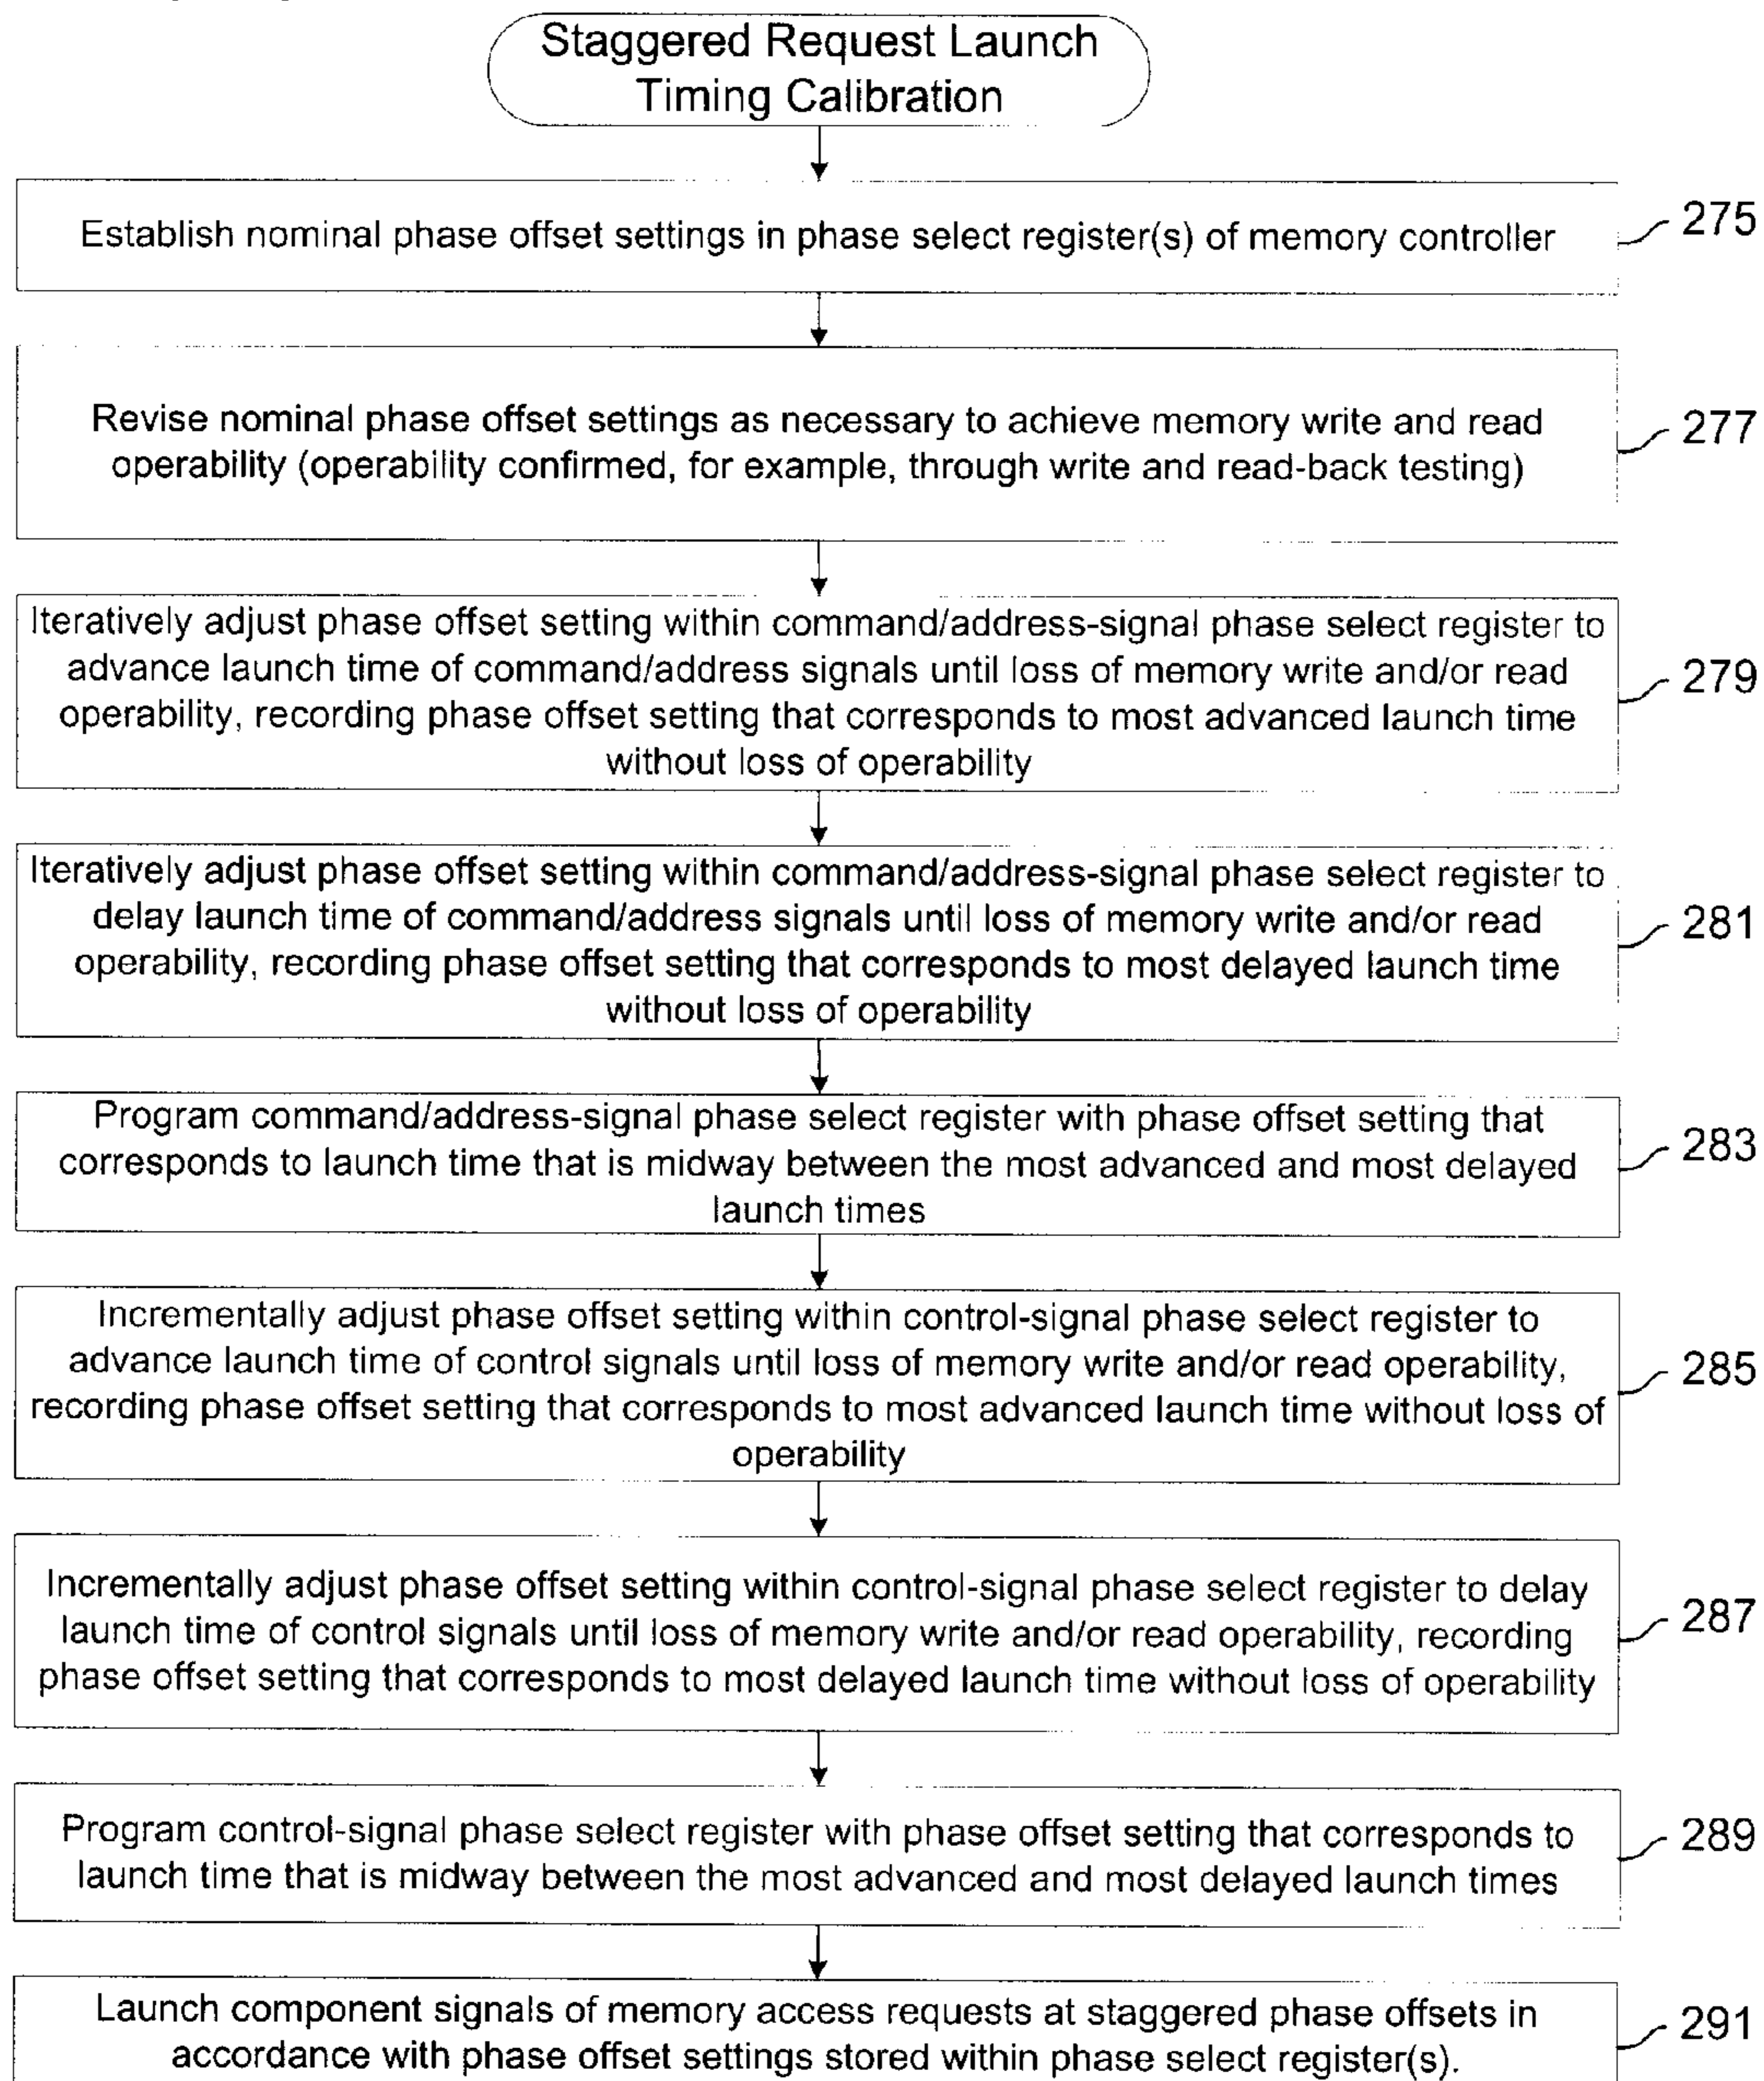 Staggered Request Launch
Timing Calibration
Establish nominal phase offset settings in phase select register(s) of memory controller
275
Revise nominal phase offset settings as necessary to achieve memory write and read
operability (operability confirmed, for example, through write and read-back testing)
277
Iteratively adjust phase offset setting within command/address-signal phase select register to
advance launch time of command/address signals until loss of memory write and/or read
operability, recording phase offset setting that corresponds to most advanced launch time
without loss of operability
279
Iteratively adjust phase offset setting within command/address-signal phase select register to
delay launch time of command/address signals until loss of memory write and/or read
operability, recording phase offset setting that corresponds to most delayed launch time
without loss of operability
281
Program command/address-signal phase select register with phase offset setting that
corresponds to launch time that is midway between the most advanced and most delayed
launch times
283
Incrementally adjust phase offset setting within control-signal phase select register to
advance launch time of control signals until loss of memory write and/or read operability,
recording phase offset setting that corresponds to most advanced launch time without loss of
operability
285
Incrementally adjust phase offset setting within control-signal phase select register to delay
launch time of control signals until loss of memory write and/or read operability, recording
phase offset setting that corresponds to most delayed launch time without loss of operability
287
Program control-signal phase select register with phase offset setting that corresponds to
launch time that is midway between the most advanced and most delayed launch times
289
Launch component signals of memory access requests at staggered phase offsets in
accordance with phase offset settings stored within phase select register(s).
291